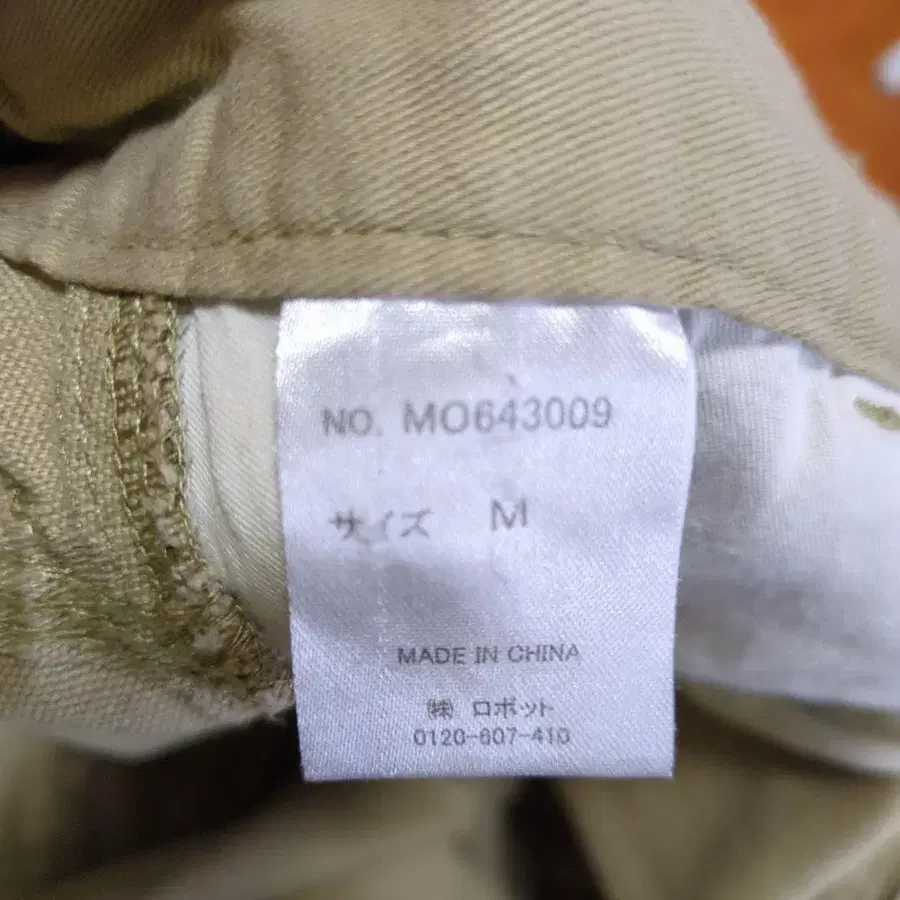 NO. MO643009
サイズ M
MADE IN CHINA
㈱ ロボット
0120-607-410